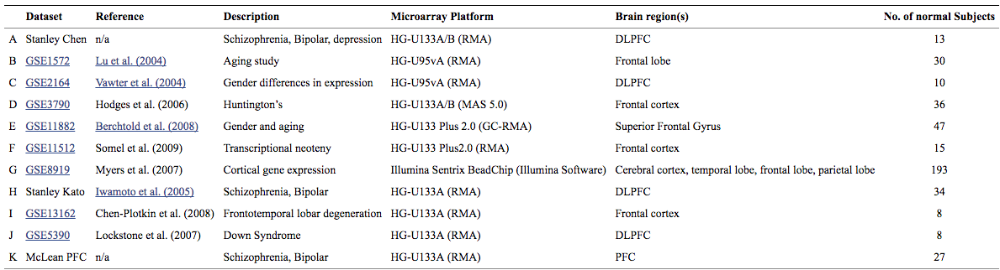 Dataset Reference Description Microarray Platform Brain region(s) No. of normal Subjects
A Stanley Chen n/a Schizophrenia, Bipolar, depression HG-U133A/B (RMA) DLPFC 13
B GSE1572 Lu et al. (2004) Aging study HG-U95vA (RMA) Frontal lobe 30
C GSE2164 Vawter et al. (2004) Gender differences in expression HG-U95vA (RMA) DLPFC 10
D GSE3790 Hodges et al. (2006) Huntington’s HG-U133A/B (MAS 5.0) Frontal cortex 36
E GSE11882 Berchtold et al. (2008) Gender and aging HG-U133 Plus 2.0 (GC-RMA) Superior Frontal Gyrus 47
F GSE11512 Somel et al. (2009) Transcriptional neoteny HG-U133 Plus2.0 (RMA) Frontal cortex 15
G GSE8919 Myers et al. (2007) Cortical gene expression Illumina Sentrix BeadChip (Illumina Software) Cerebral cortex, temporal lobe, frontal lobe, parietal lobe 193
H Stanley Kato Iwamoto et al. (2005) Schizophrenia, Bipolar HG-U133A (RMA) DLPFC 34
I GSE13162 Chen-Plotkin et al. (2008) Frontotemporal lobar degeneration HG-U133A (RMA) Frontal cortex 8
J GSE5390 Lockstone et al. (2007) Down Syndrome HG-U133A (RMA) DLPFC 8
K McLean PFC n/a Schizophrenia, Bipolar HG-U133A (RMA) PFC 27